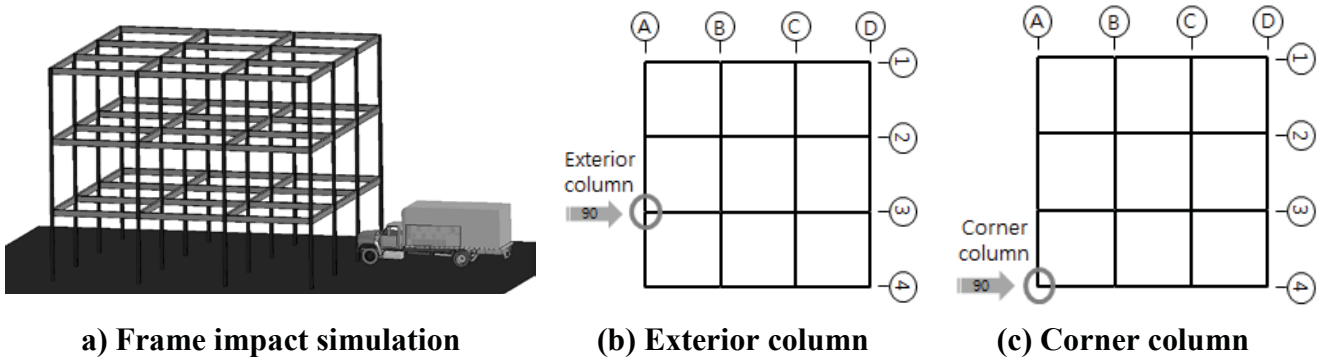 A B C D
1
2
Exterior
column
90
3
4
A B C D
1
2
3
Corner
column
90
4
a) Frame impact simulation
(b) Exterior column
(c) Corner column